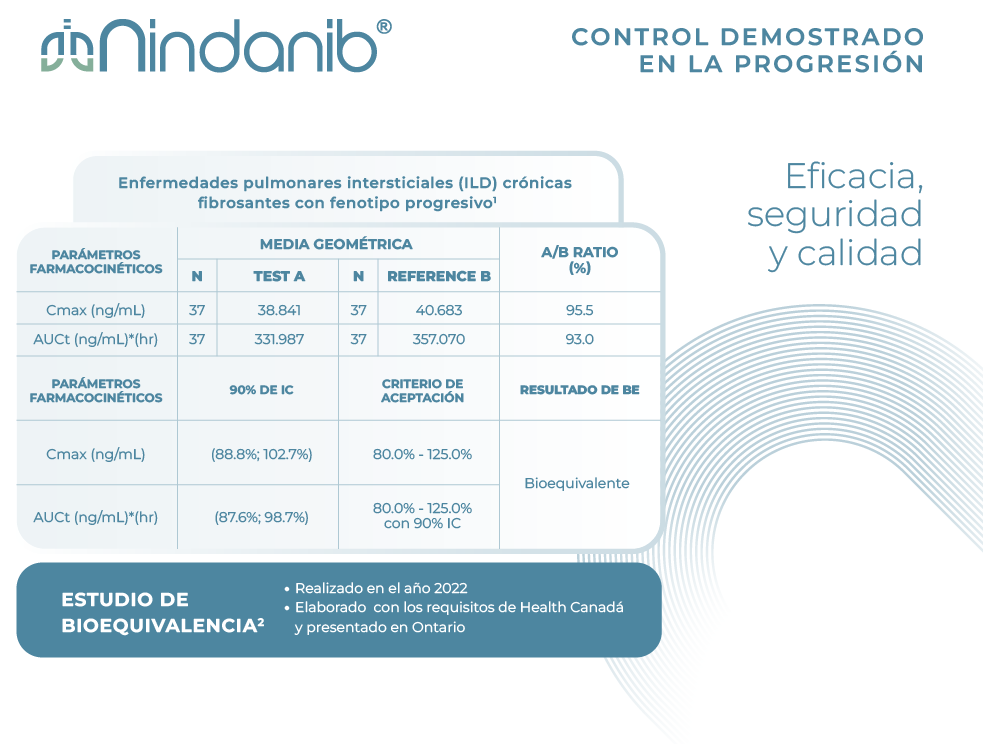 Nindanib®
CONTROL DEMOSTRADO
EN LA PROGRESIÓN
Eficacia,
seguridad
y calidad
Enfermedades pulmonares intersticiales (ILD) crónicas
fibrosantes con fenotipo progresivo¹
PARÁMETROS
FARMACOCINÉTICOS
MEDIA GEOMÉTRICA
A/B RATIO
(%)
N TEST A N REFERENCE B
Cmax (ng/mL) 37 38.841 37 40.683 95.5
AUCt (ng/mL)*(hr) 37 331.987 37 357.070 93.0
PARÁMETROS
FARMACOCINÉTICOS
90% DE IC
CRITERIO DE
ACEPTACIÓN
RESULTADO DE BE
Cmax (ng/mL) (88.8%; 102.7%) 80.0% - 125.0%
Bioequivalente
AUCt (ng/mL)*(hr) (87.6%; 98.7%) 80.0% - 125.0%
con 90% IC
ESTUDIO DE
BIOEQUIVALENCIA²
• Realizado en el año 2022
• Elaborado con los requisitos de Health Canadá
y presentado en Ontario